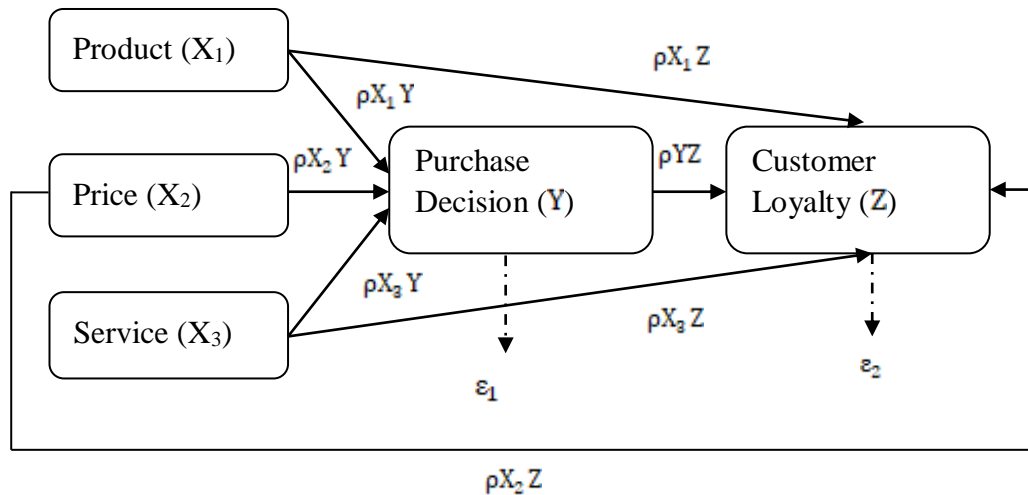 Product (X₁)
ρX₁ Z
ρX₁ Y
Purchase
Decision (Y)
Customer
Loyalty (Z)
ρX₂ Y
ρYZ
Price (X₂)
ρX₃ Y
Service (X₃)
ρX₃ Z
ε₁
ε₂
ρX₂ Z